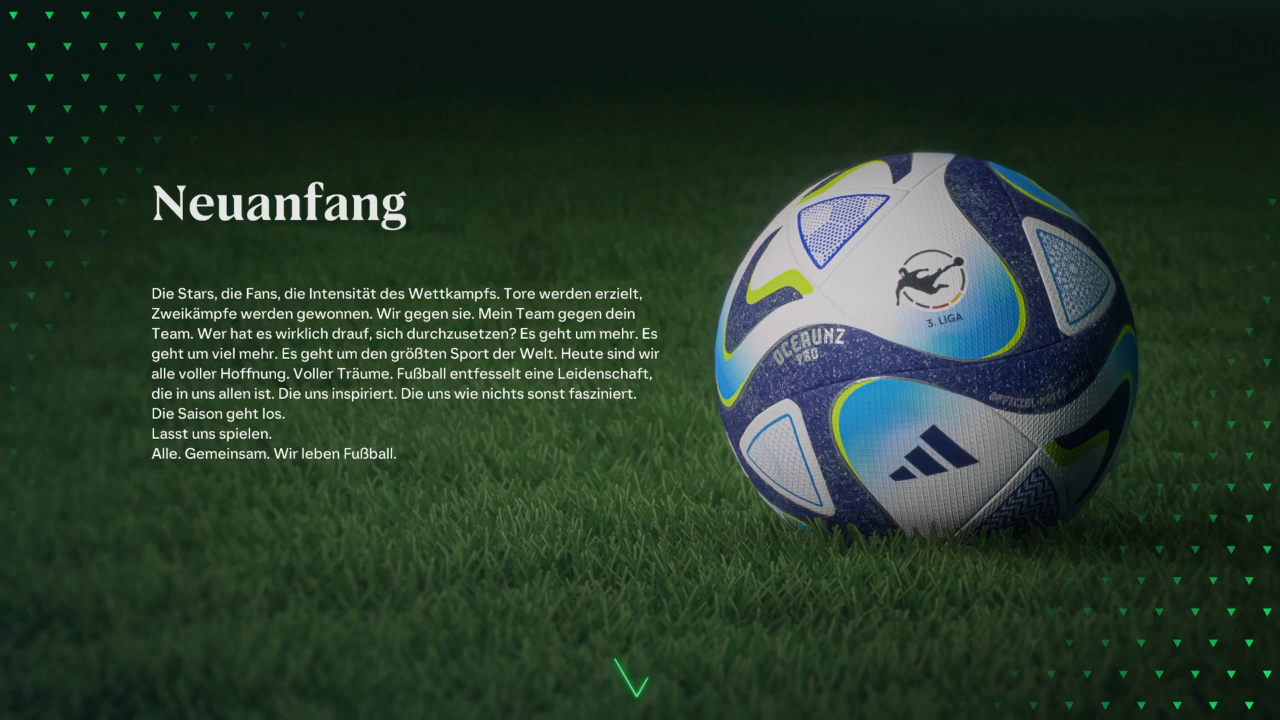 Neuanfang
Die Stars, die Fans, die Intensität des Wettkampfs. Tore werden erzielt,
Zweikämpfe werden gewonnen. Wir gegen sie. Mein Team gegen dein
Team. Wer hat es wirklich drauf, sich durchzusetzen? Es geht um mehr. Es
geht um viel mehr. Es geht um den größten Sport der Welt. Heute sind wir
alle voller Hoffnung. Voller Träume. Fußball entfesselt eine Leidenschaft,
die in uns allen ist. Die uns inspiriert. Die uns wie nichts sonst fasziniert.
Die Saison geht los.
Lasst uns spielen.
Alle. Gemeinsam. Wir leben Fußball.
3. LIGA
OCEAUNZ
PRO
OFFICIAL